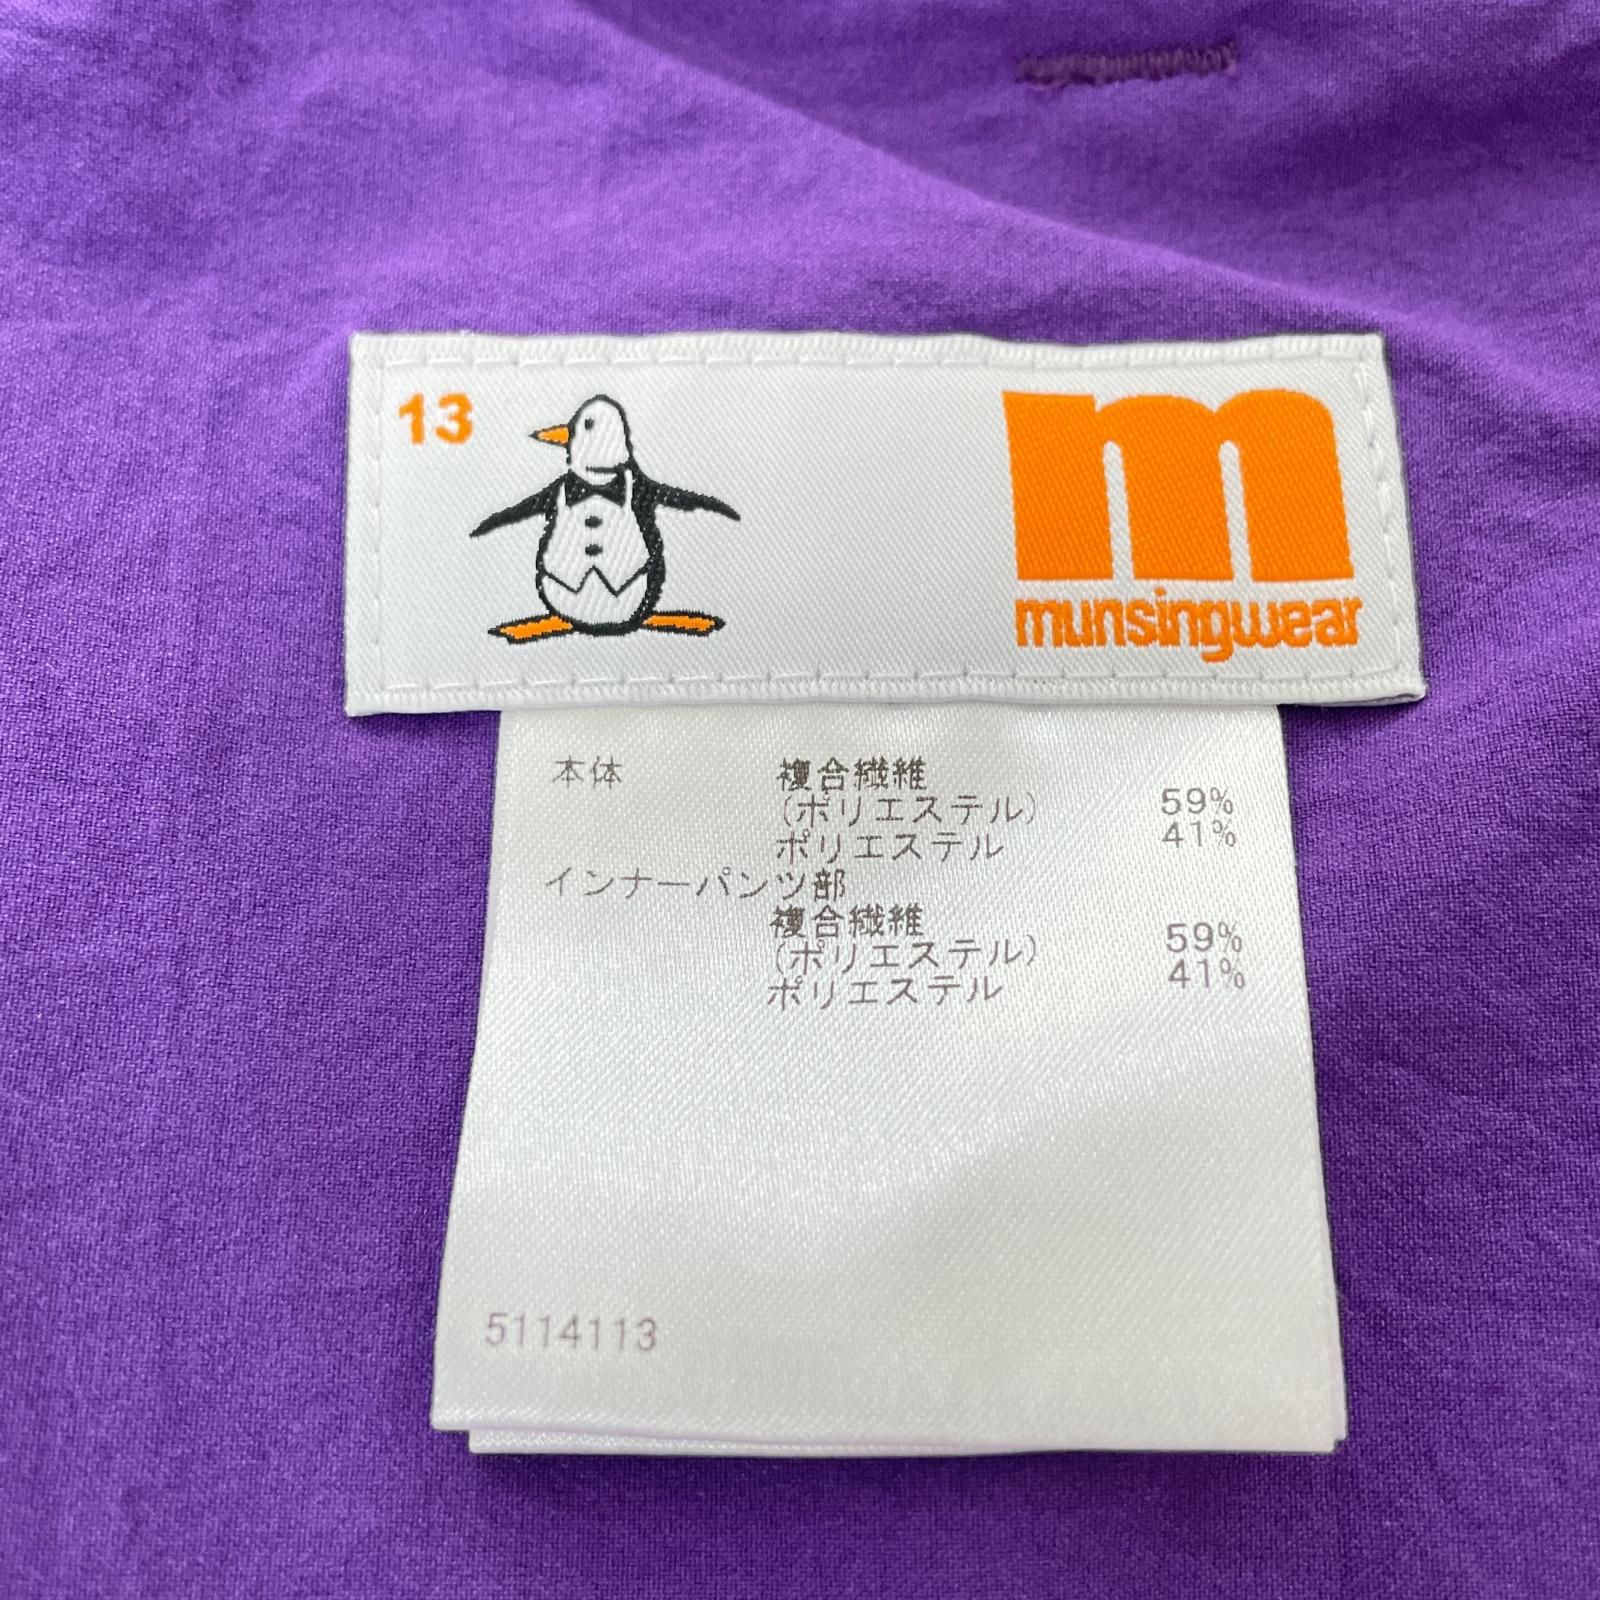 13
m
munsingwear
本体 複合繊維
(ポリエステル) 59%
ポリエステル 41%
インナーパンツ部
複合繊維
(ポリエステル) 59%
ポリエステル 41%
5114113